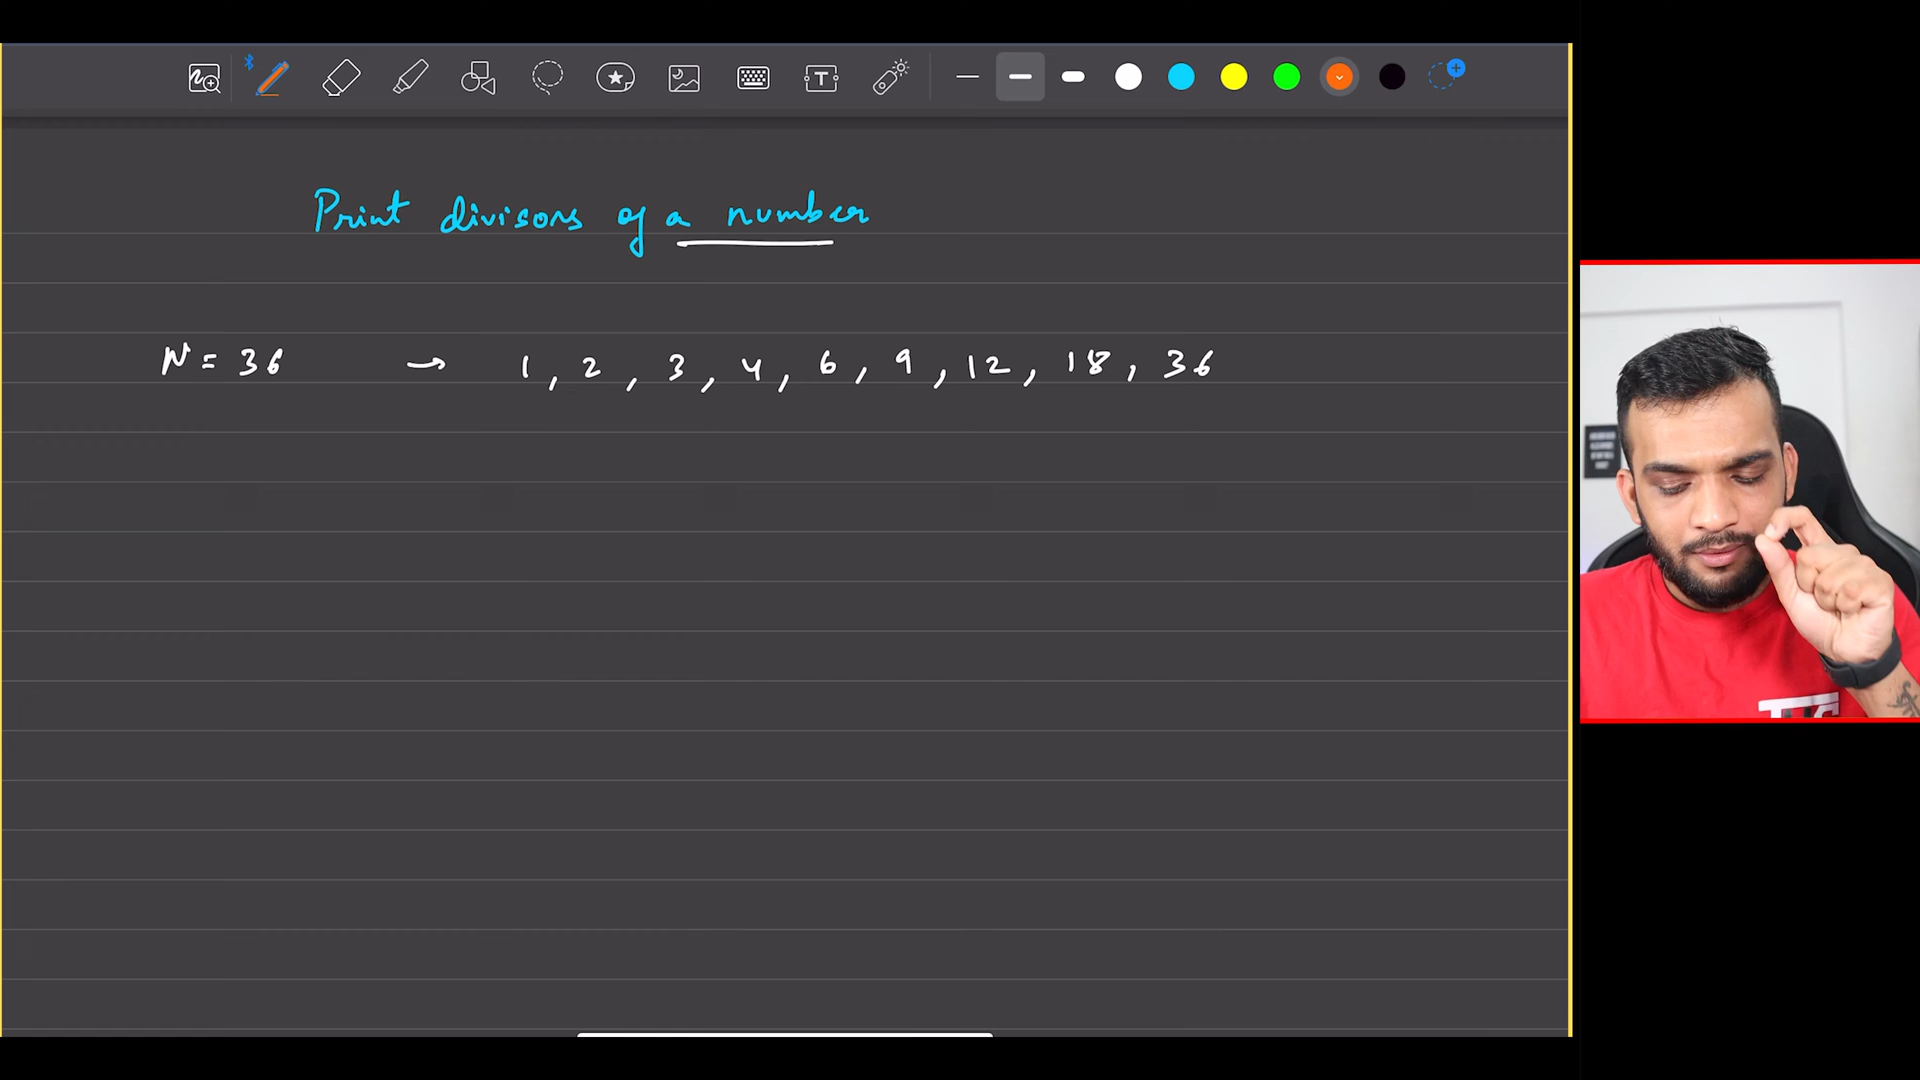 Print divisors of a number
N = 36 → 1, 2, 3, 4, 6, 9, 12, 18, 36